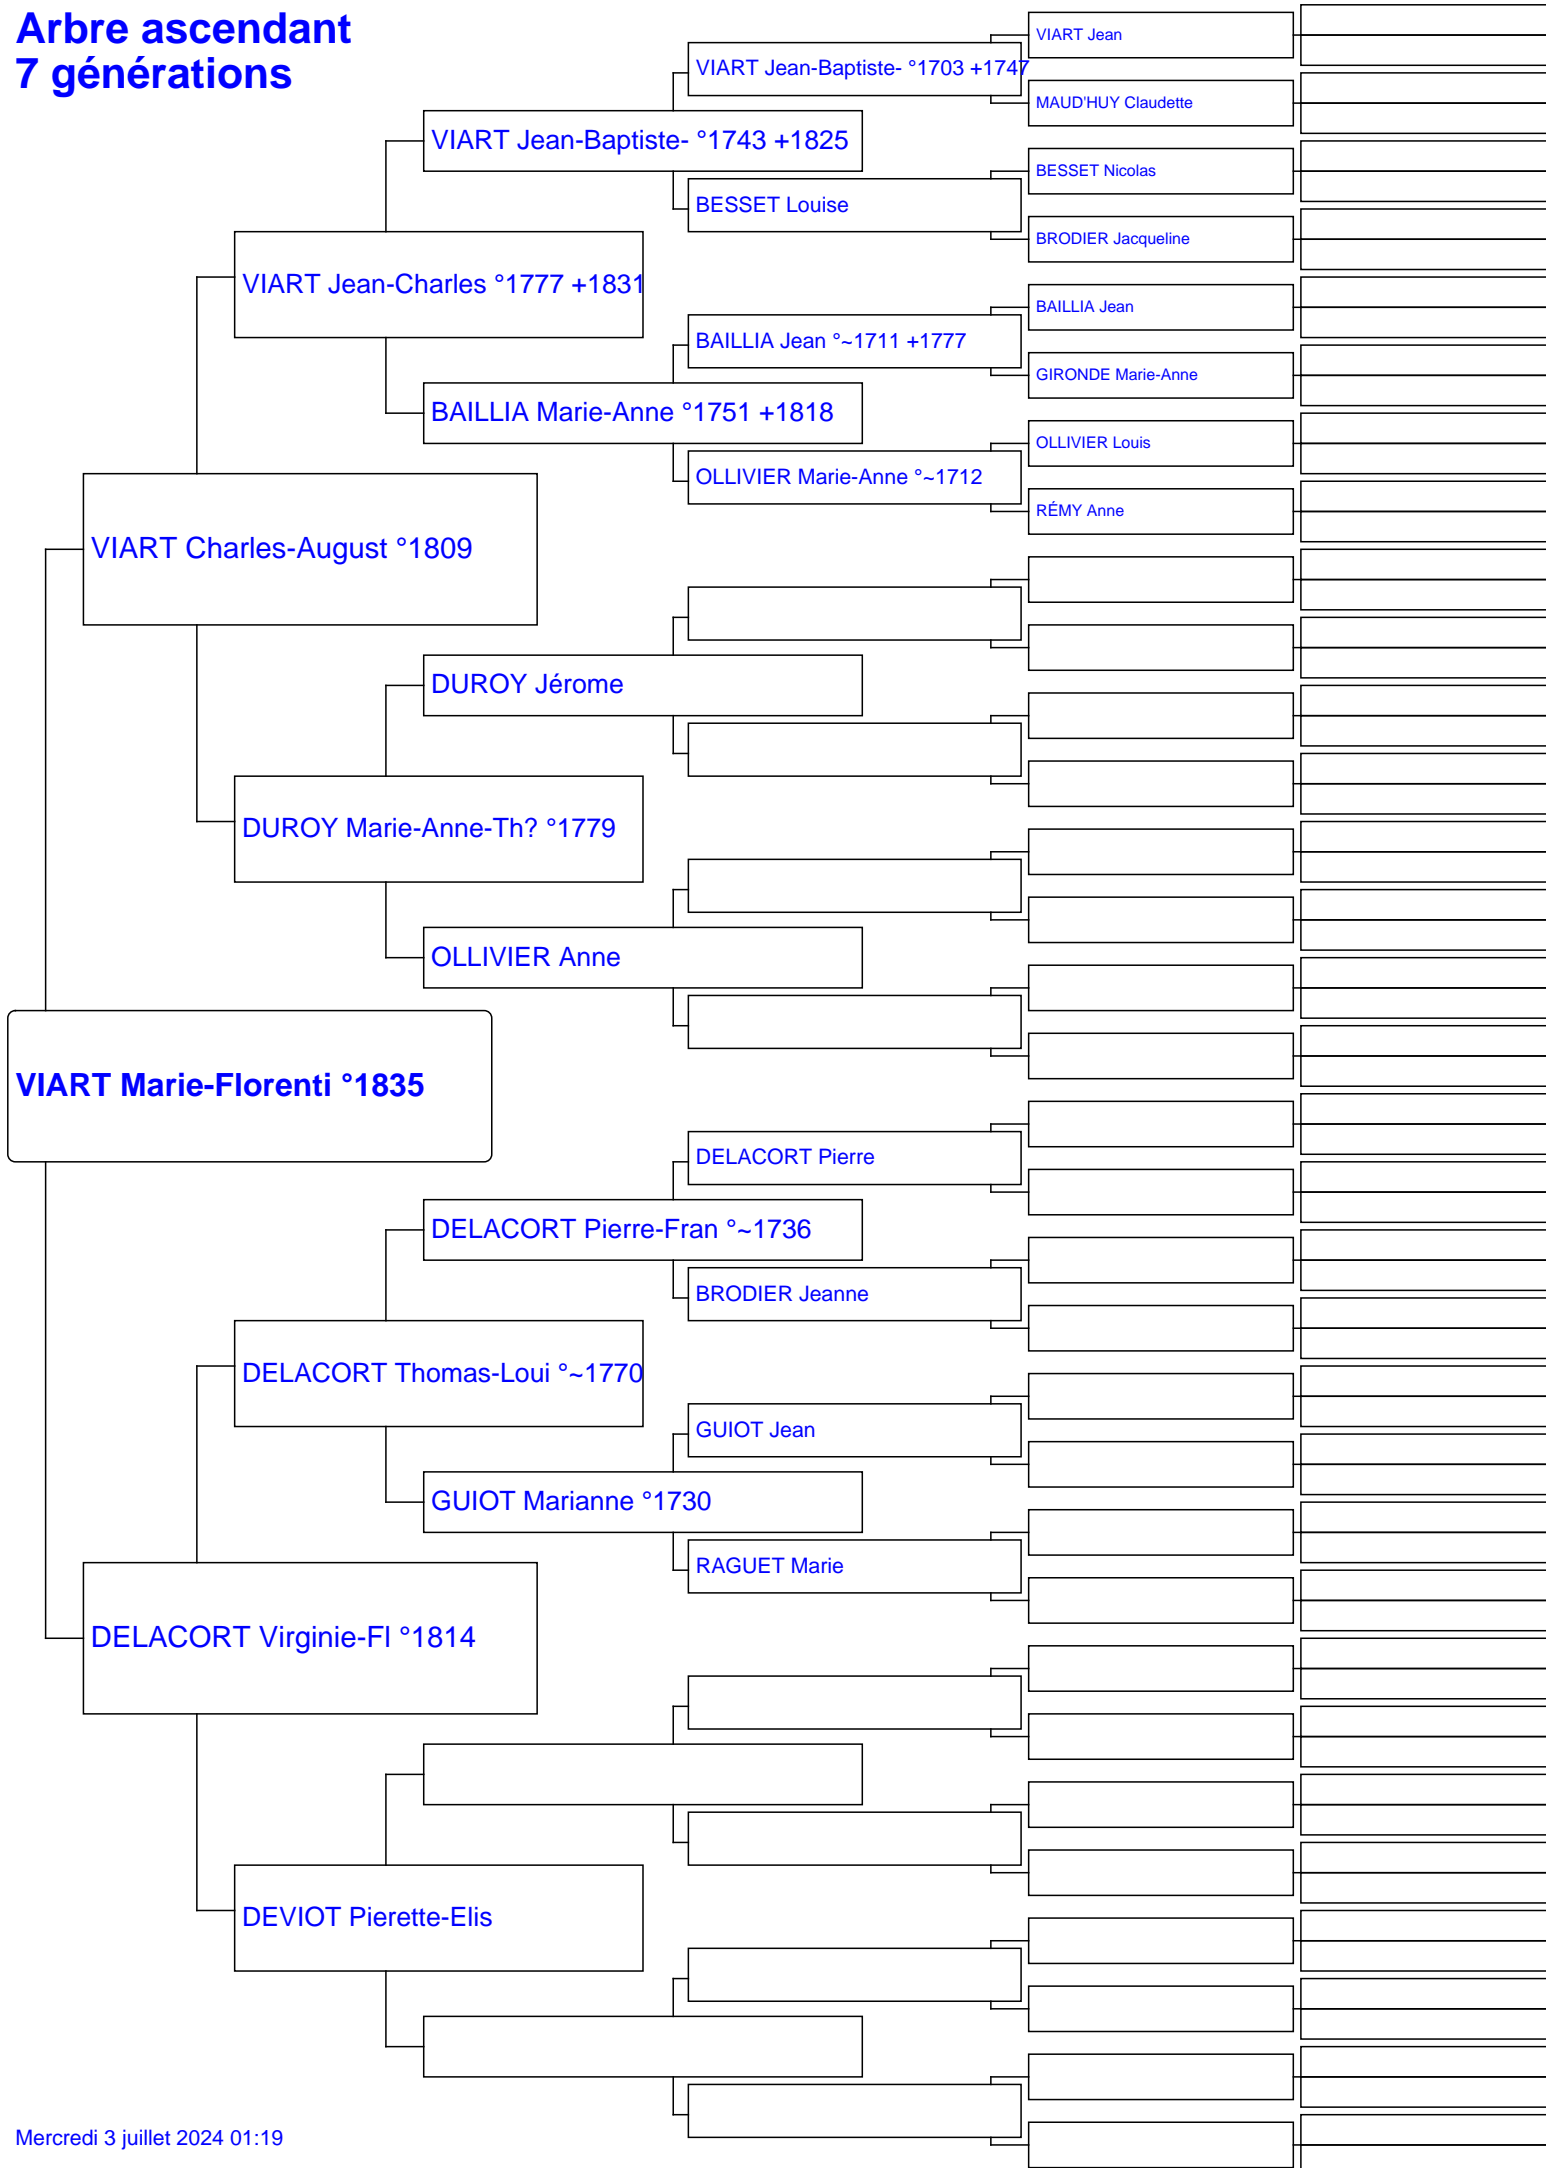 Arbre ascendant
7 générations
VIART Jean
VIART Jean-Baptiste- °1703 +1747
MAUD'HUY Claudette
VIART Jean-Baptiste- °1743 +1825
BESSET Nicolas
BESSET Louise
BRODIER Jacqueline
VIART Jean-Charles °1777 +1831
BAILLIA Jean
BAILLIA Jean °~1711 +1777
GIRONDE Marie-Anne
BAILLIA Marie-Anne °1751 +1818
OLLIVIER Louis
OLLIVIER Marie-Anne °~1712
RÉMY Anne
VIART Charles-August °1809
DUROY Jérome
DUROY Marie-Anne-Th? °1779
OLLIVIER Anne
VIART Marie-Florenti °1835
DELACORT Pierre
DELACORT Pierre-Fran °~1736
BRODIER Jeanne
DELACORT Thomas-Loui °~1770
GUIOT Jean
GUIOT Marianne °1730
RAGUET Marie
DELACORT Virginie-Fl °1814
DEVIOT Pierette-Elis
Mercredi 3 juillet 2024 01:19